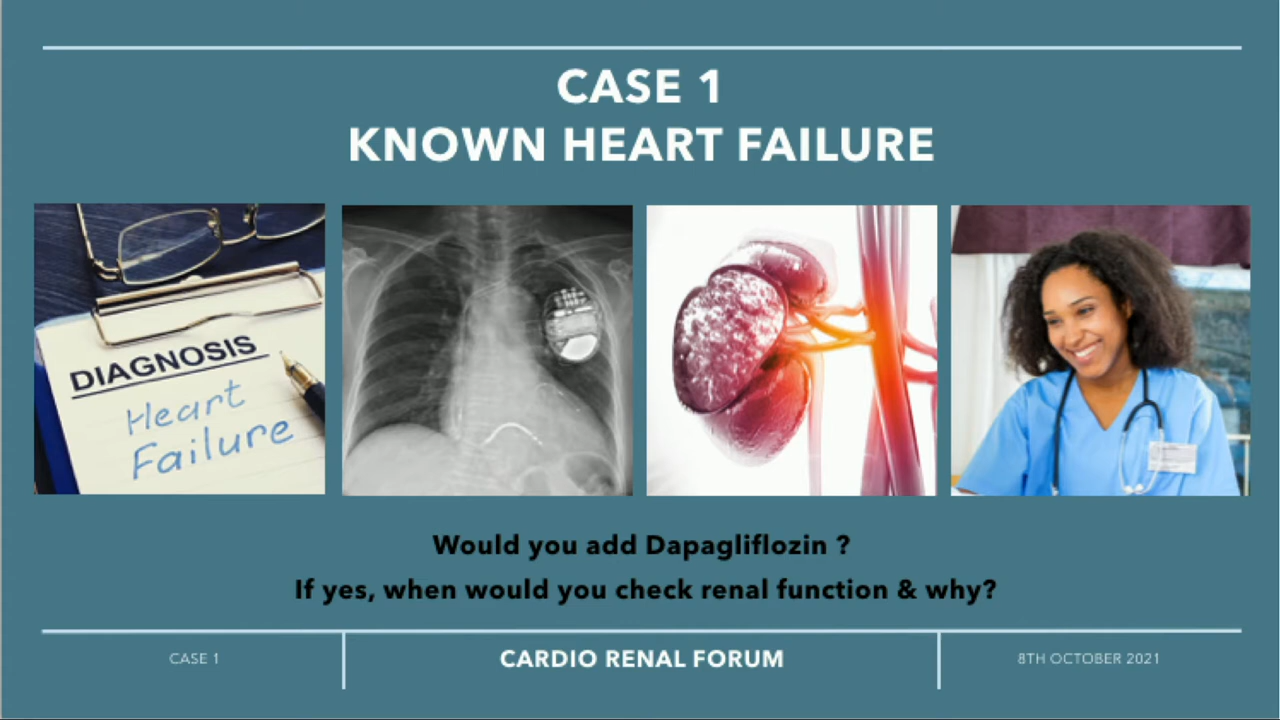 CASE 1
KNOWN HEART FAILURE
DIAGNOSIS
Heart
Failure
Would you add Dapagliflozin ?
If yes, when would you check renal function & why?
CASE 1
CARDIO RENAL FORUM
8TH OCTOBER 2021